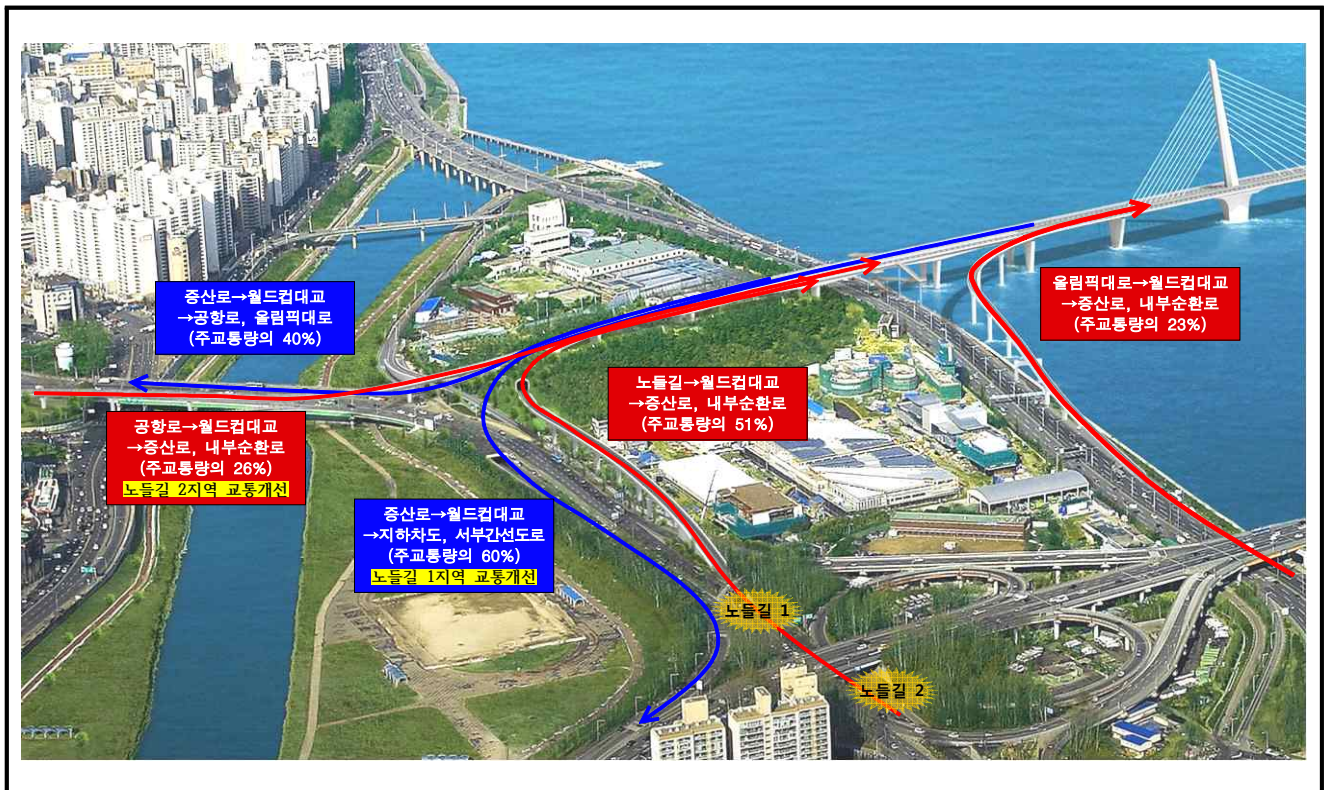 증산로→월드컵대교
→공항로, 올림픽대로
(주교통량의 40%)
올림픽대로→월드컵대교
→증산로, 내부순환로
(주교통량의 23%)
노들길→월드컵대교
→증산로, 내부순환로
(주교통량의 51%)
공항로→월드컵대교
→증산로, 내부순환로
(주교통량의 26%)
노들길 2지역 교통개선
증산로→월드컵대교
→지하차도, 서부간선도로
(주교통량의 60%)
노들길 1지역 교통개선
노들길 1
노들길 2